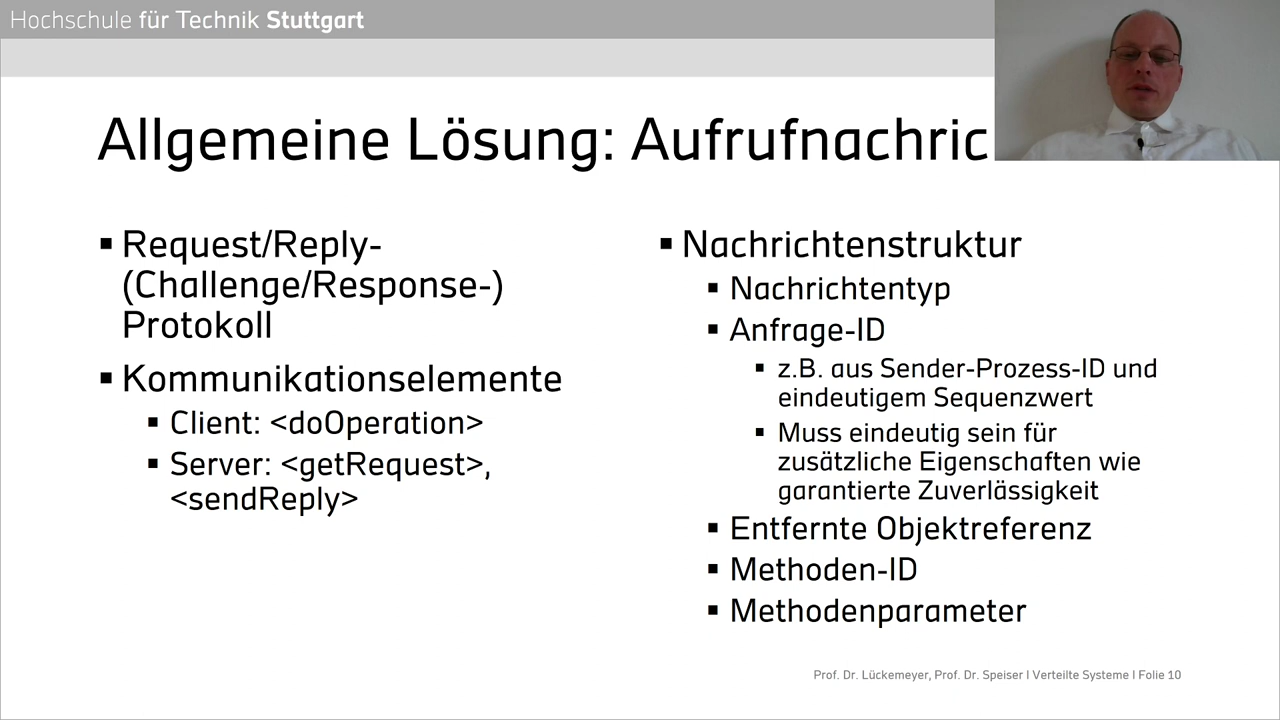 Hochschule für Technik Stuttgart
Allgemeine Lösung:
▪ Request/Reply-
(Challenge/Response-)
Protokoll
▪ Kommunikationselemente
▪ Client: <doOperation>
▪ Server: <getRequest>,
<sendReply>
▪ Nachrichtenstruktur
▪ Nachrichtentyp
▪ Anfrage-ID
▪ z.B. aus Sender-Prozess-ID und
eindeutigem Sequenzwert
▪ Muss eindeutig sein für
zusätzliche Eigenschaften wie
garantierte Zuverlässigkeit
▪ Entfernte Objektreferenz
▪ Methoden-ID
▪ Methodenparameter
Prof. Dr. Lückemeyer, Prof. Dr. Speiser I Verteilte Systeme I Folie 10